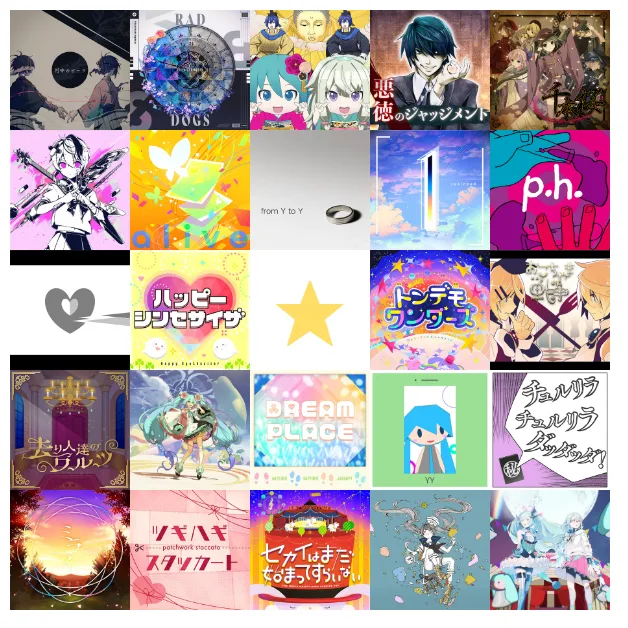 RAD
DOGS
悪徳のジャッジメント
千本桜
alive
from Y to Y
p.h.
ハッピー
シンセサイザ
Happy Synthesizer
トンデモ
ワンダーズ
去り人達の
ワルツ
DREAM
PLACE
YY
チュルリラ
チュルリラ
ダッダッダ!
ツギハギ
patchwork staccato
スタッカート
セカイはまだ
始まってすらいない